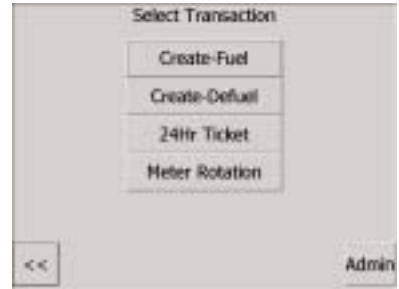 Select Transaction
Create-Fuel
Create-Defuel
24Hr Ticket
Meter Rotation
<< Admin